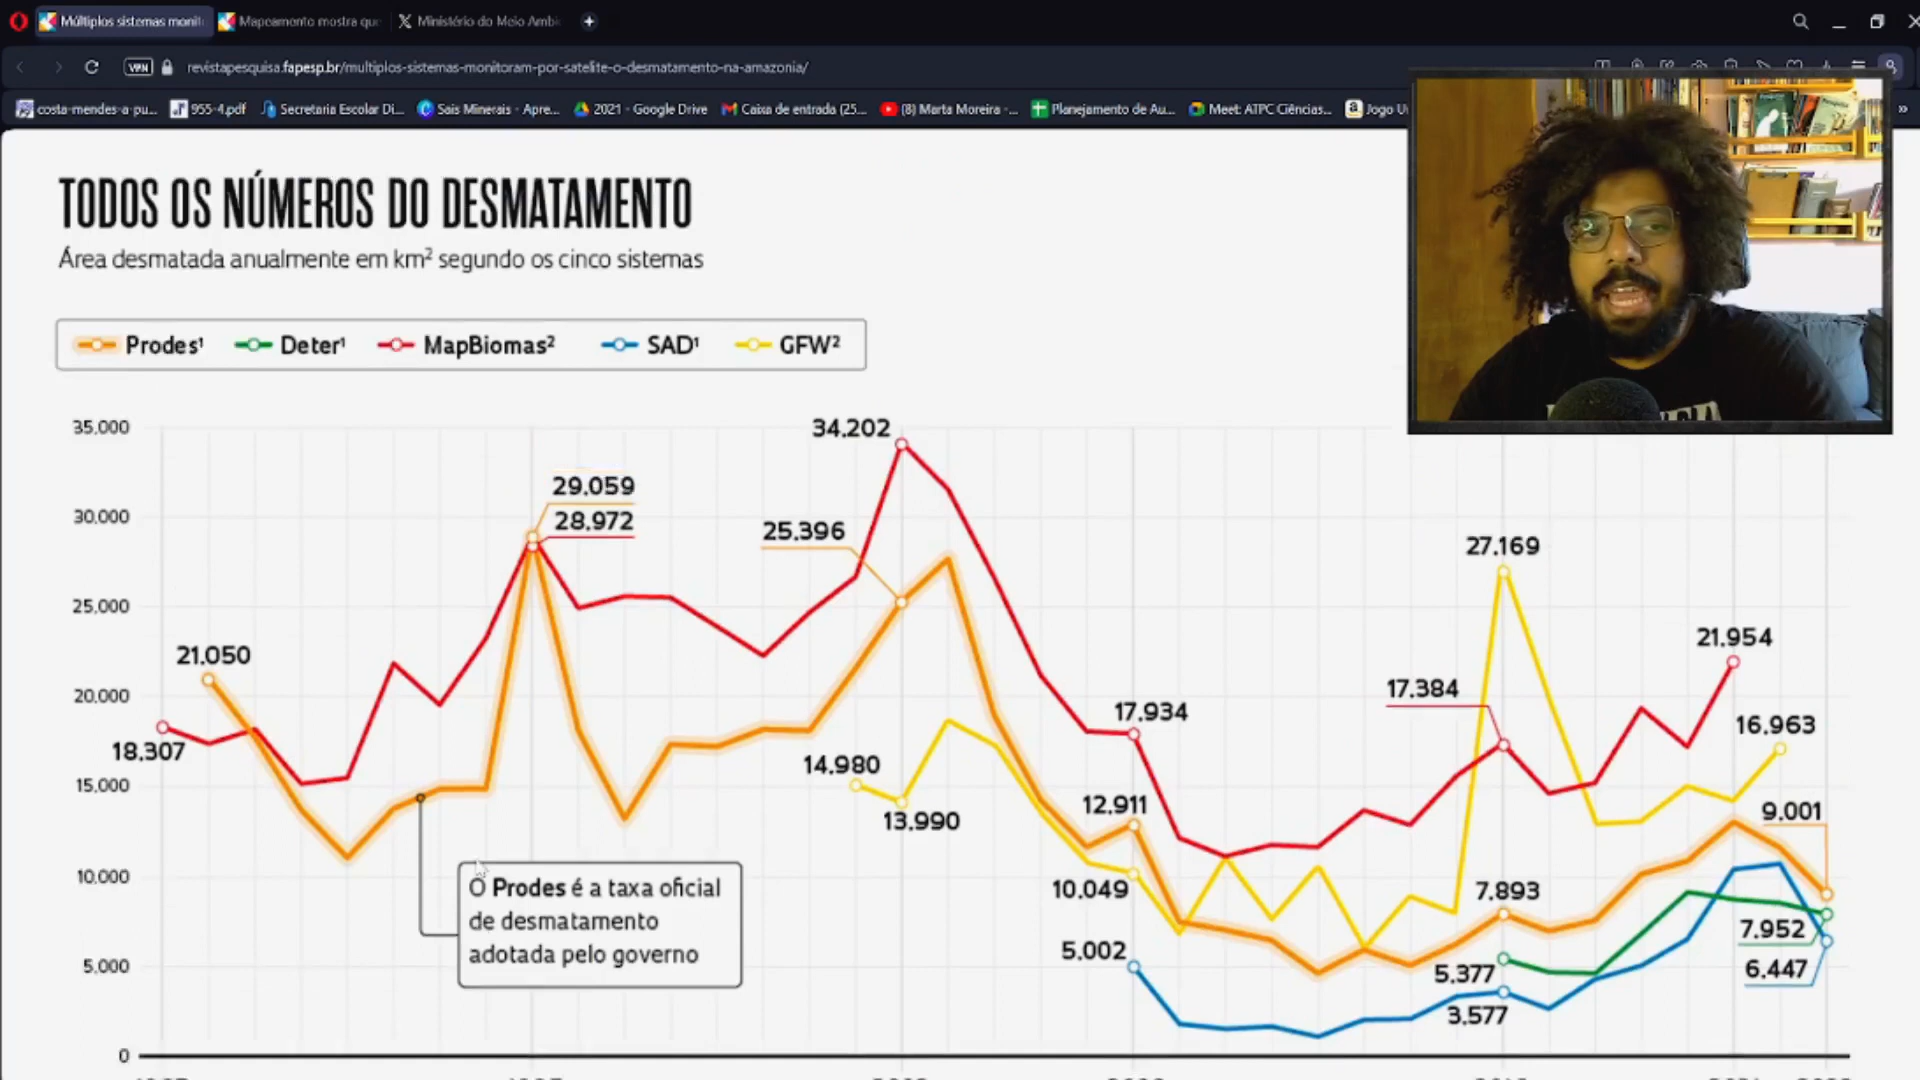 Múltiplos sistemas monit
Mapeamento mostra que
Ministério do Meio Ambi
VPN
revistapesquisa.fapesp.br/multiplos-sistemas-monitoram-por-satelite-o-desmatamento-na-amazonia/
costa-mendes-a-pu...
955-4.pdf
Secretaria Escolar Di...
Sais Minerais - Apre...
2021 - Google Drive
Caixa de entrada (25...
(8) Marta Moreira -...
Planejamento de Au...
Meet: ATPC Ciências...
Jogo U
TODOS OS NÚMEROS DO DESMATAMENTO
Área desmatada anualmente em km² segundo os cinco sistemas
Prodes¹ Deter¹ MapBiomas² SAD¹ GFW²
35.000
34.202
29.059
30.000
28.972
25.396
27.169
25.000
21.050
21.954
20.000
17.384
17.934
16.963
18.307
14.980
15.000
12.911
9.001
13.990
10.000
O Prodes é a taxa oficial
de desmatamento
adotada pelo governo
10.049
7.893
7.952
5.002
5.000
5.377
6.447
3.577
0